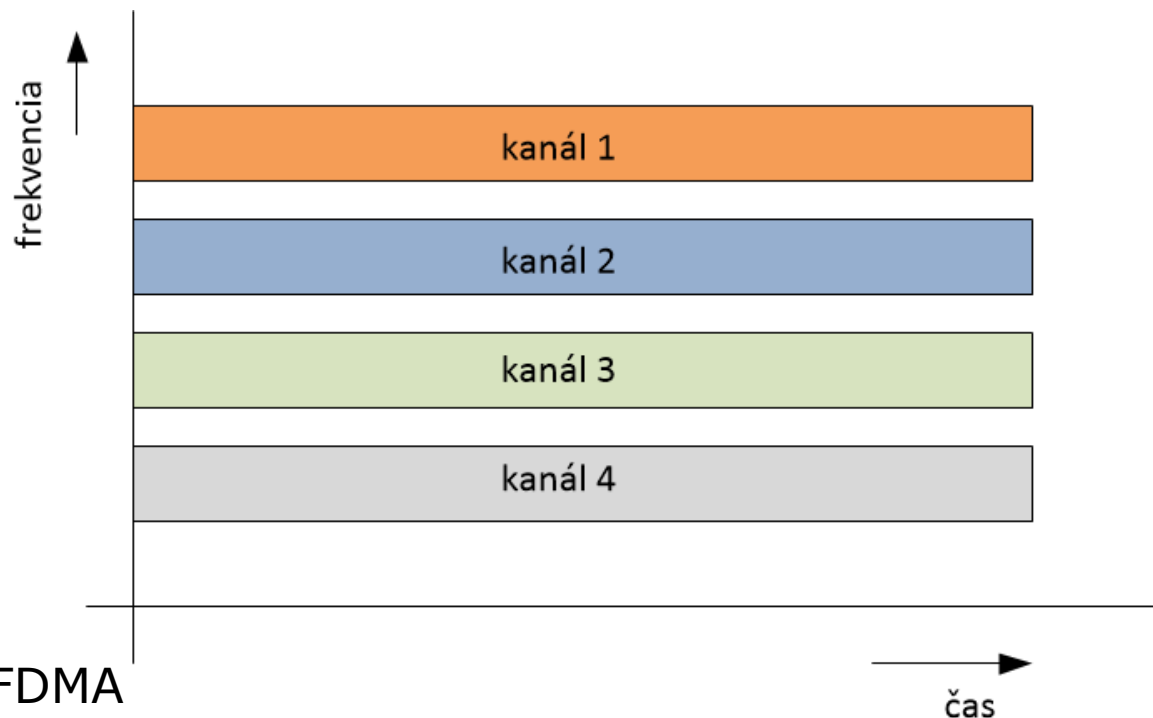 frekvencia
kanál 1
kanál 2
kanál 3
kanál 4
FDMA
čas